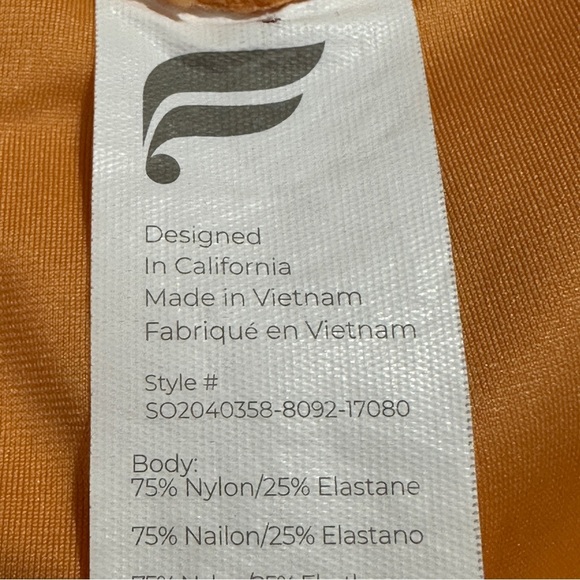 Designed
In California
Made in Vietnam
Fabriqué en Vietnam
Style #
SO2040358-8092-17080
Body:
75% Nylon/25% Elastane
75% Nailon/25% Elastano